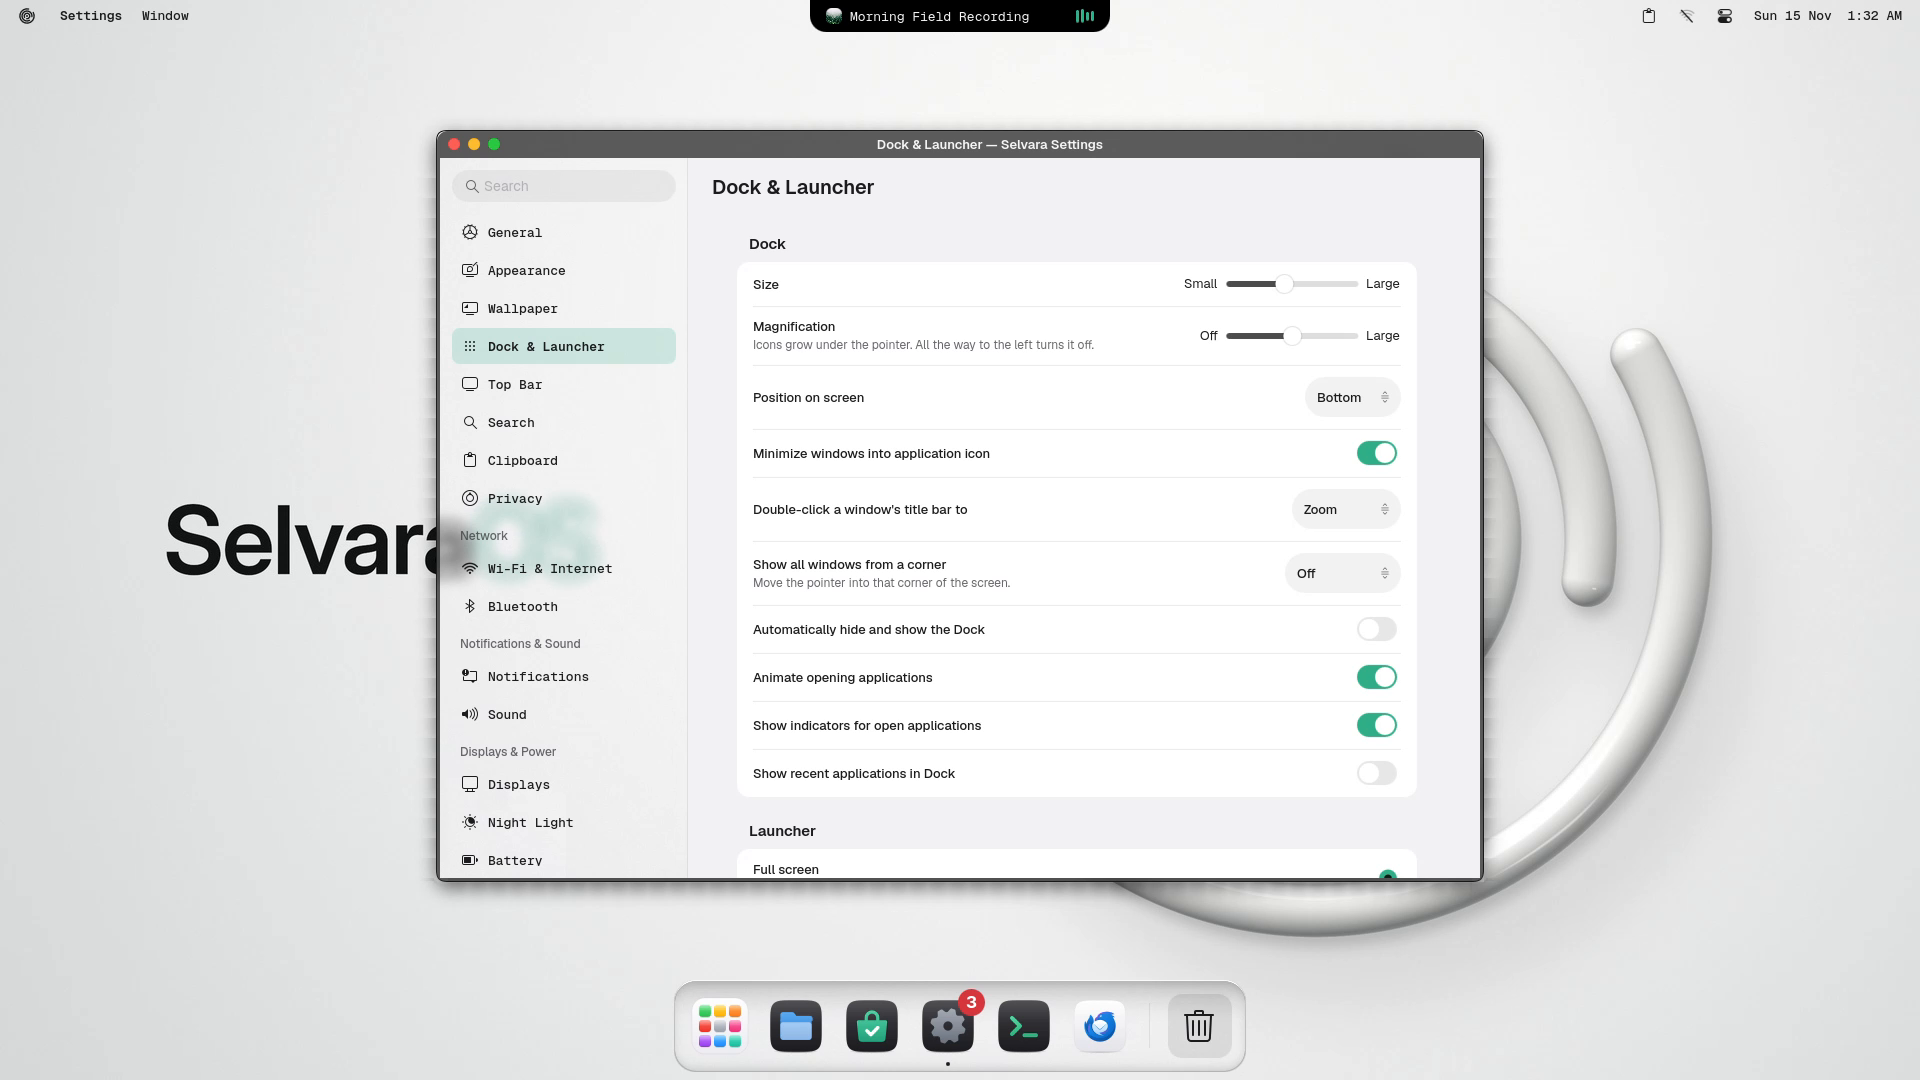 Settings Window
Morning Field Recording
Sun 15 Nov 1:32 AM
Dock & Launcher — Selvara Settings
Search
General
Appearance
Wallpaper
Dock & Launcher
Top Bar
Search
Clipboard
Privacy
Network
Wi-Fi & Internet
Bluetooth
Notifications & Sound
Notifications
Sound
Displays & Power
Displays
Night Light
Battery
Dock & Launcher
Dock
Size Small Large
Magnification Off Large
Icons grow under the pointer. All the way to the left turns it off.
Position on screen Bottom
Minimize windows into application icon
Double-click a window's title bar to Zoom
Show all windows from a corner Off
Move the pointer into that corner of the screen.
Automatically hide and show the Dock
Animate opening applications
Show indicators for open applications
Show recent applications in Dock
Launcher
Full screen
Selvara OS
3